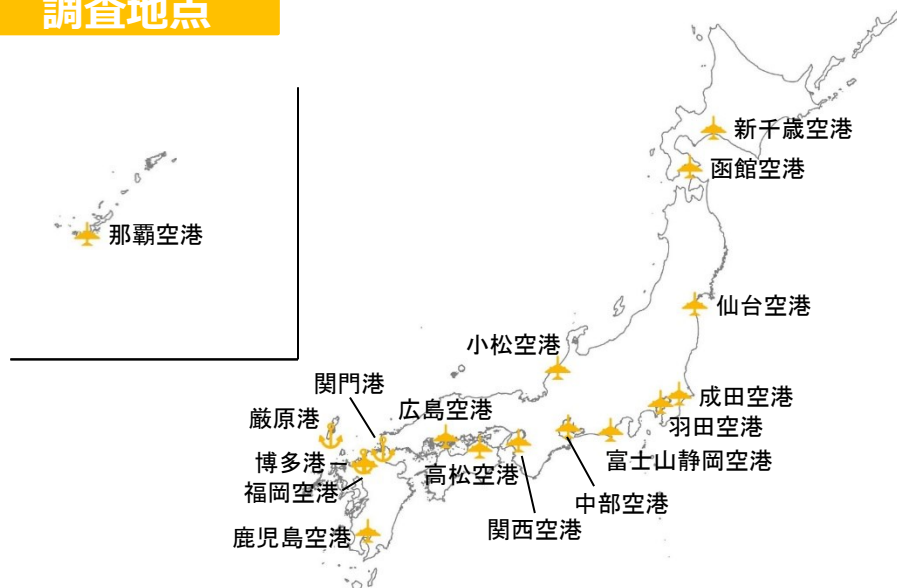 調査地点
新千歳空港
函館空港
那覇空港
仙台空港
小松空港
関門港
成田空港
広島空港
厳原港
羽田空港
博多港
富士山静岡空港
高松空港
福岡空港
中部空港
関西空港
鹿児島空港